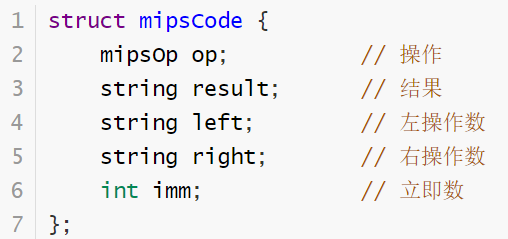 1 struct mipsCode {
2 mipsOp op; // 操作
3 string result; // 结果
4 string left; // 左操作数
5 string right; // 右操作数
6 int imm; // 立即数
7 };